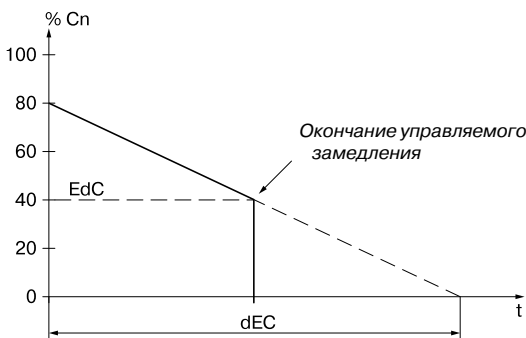 % Cn
100
80
Окончание управляемого
замедления
EdC
60
40
20
0
t
dEC